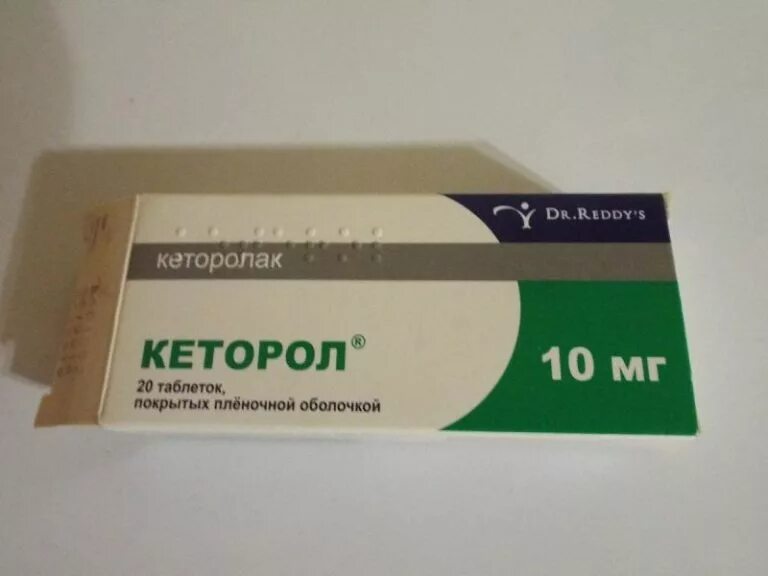 Dr.Reddy's
кеторолак
КЕТОРОЛ®
10 мг
20 таблеток,
покрытых плёночной оболочкой